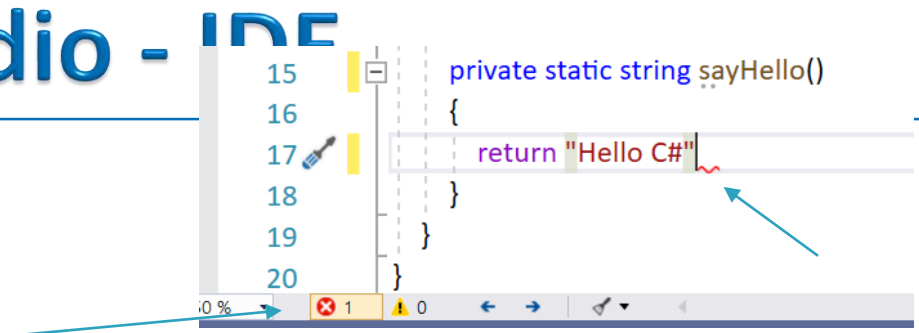 dio - IDE
15 private static string sayHello()
16 {
17 return "Hello C#"
18 }
19 }
20 }
0 % 1 0